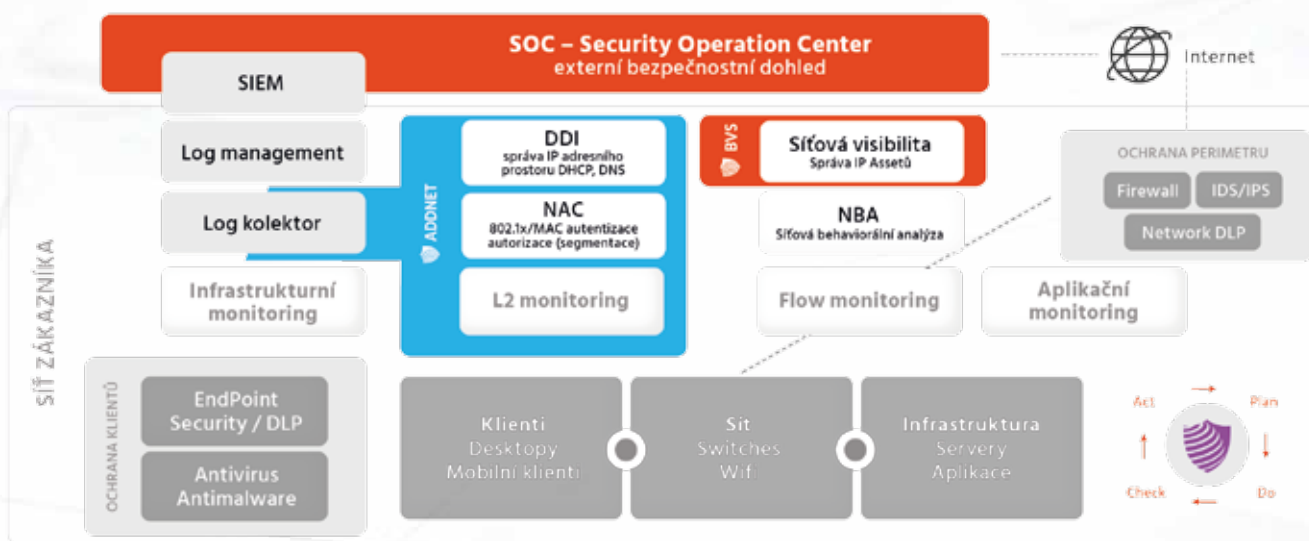 SOC – Security Operation Center
externí bezpečnostní dohled
Internet
SIEM
Log management
Log kolektor
Infrastrukturní
monitoring
ADDNET
DDI
správa IP adresního
prostoru DHCP, DNS
NAC
802.1x/MAC autentizace
autorizace (segmentace)
L2 monitoring
BVS
Síťová visibilita
Správa IP Assetů
NBA
Síťová behaviorální analýza
Flow monitoring
Aplikační
monitoring
OCHRANA PERIMETRU
Firewall
IDS/IPS
Network DLP
SÍŤ ZÁKAZNÍKA
OCHRANA KLIENTŮ
EndPoint
Security / DLP
Antivirus
Antimalware
Klienti
Desktopy
Mobilní klienti
Sit
Switches
Wifi
Infrastruktura
Servery
Aplikace
Act
Plan
Check
Do